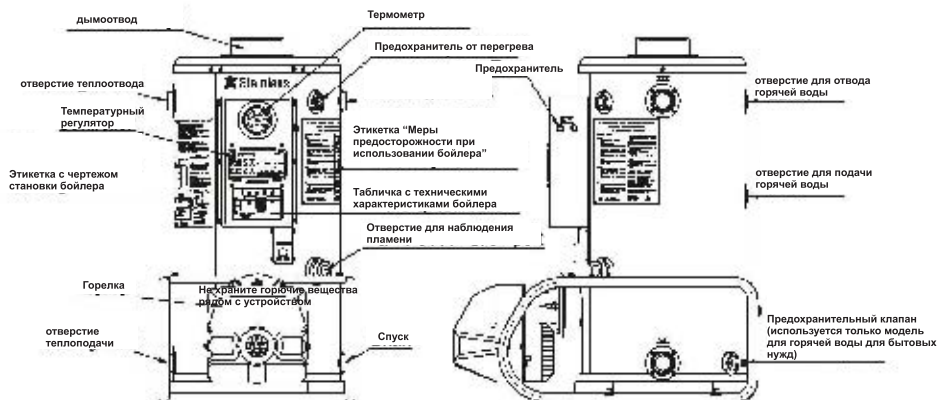 дымоотвод
Термометр
Предохранитель от перегрева
Предохранитель
отверстие теплоотвода
отверстие для отвода
горячей воды
Температурный
регулятор
Этикетка “Меры
предосторожности при
использовании бойлера”
Этикетка с чертежом
становки бойлера
отверстие для подачи
горячей воды
Табличка с техническими
характеристиками бойлера
Отверстие для наблюдения
пламени
Горелка
Не храните горючие вещества
рядом с устройством
отверстие
теплоподачи
Спуск
Предохранительный клапан
(используется только модель
для горячей воды для бытовых
нужд)